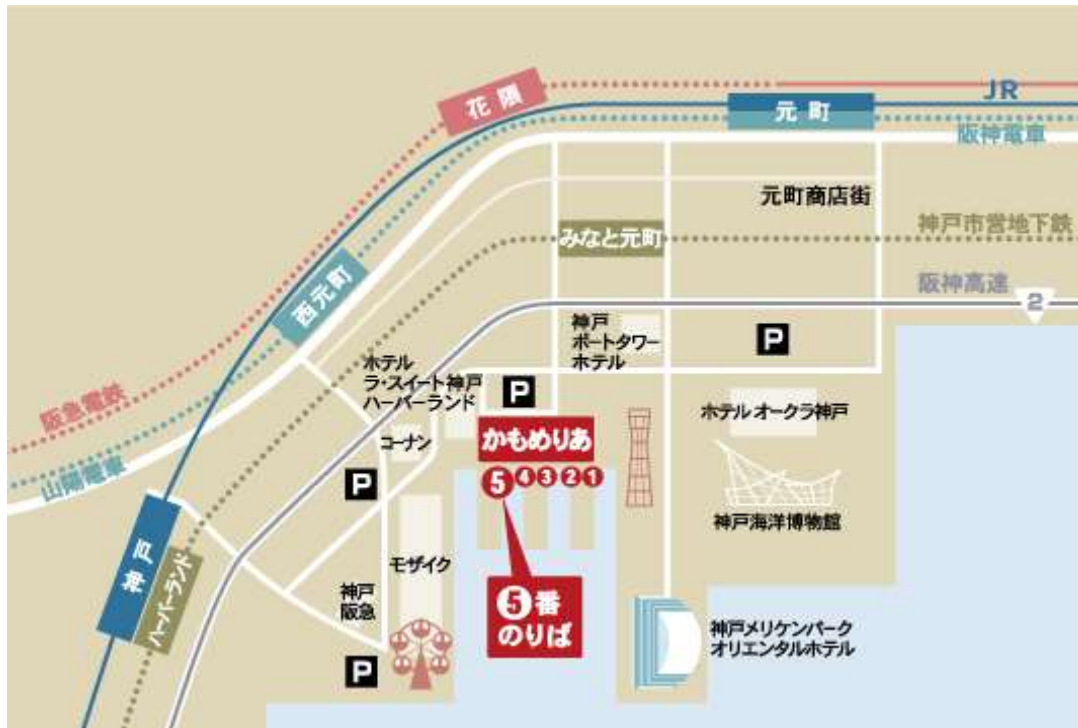 JR
花隈
元町
阪神電車
元町商店街
神戸市営地下鉄
みなと元町
阪神高速
2
西元町
神戸
ポートタワー
ホテル
P
ホテル
ラ・スイート神戸
ハーバーランド
P
阪急電鉄
ホテルオークラ神戸
かもめりあ
コーナン
山陽電車
P
5 4 3 2 1
神戸海洋博物館
神戸
ハーバーランド
モザイク
神戸
阪急
5番
のりば
神戸メリケンパーク
オリエンタルホテル
P